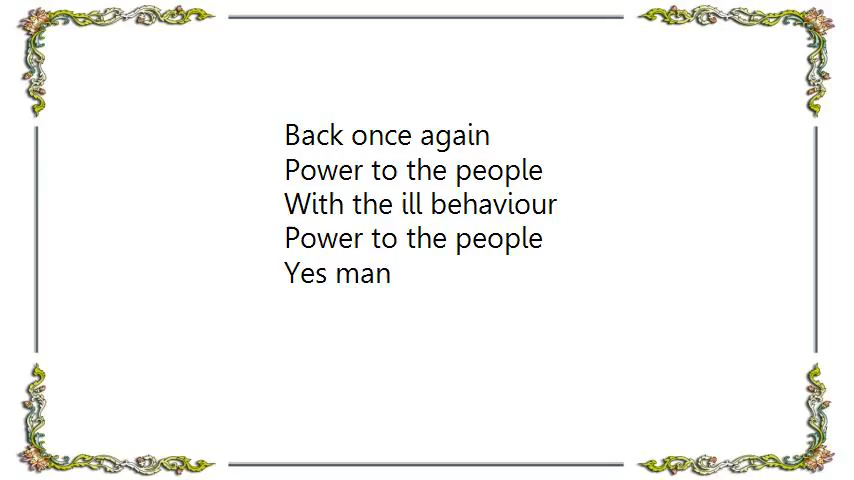 Back once again
Power to the people
With the ill behaviour
Power to the people
Yes man